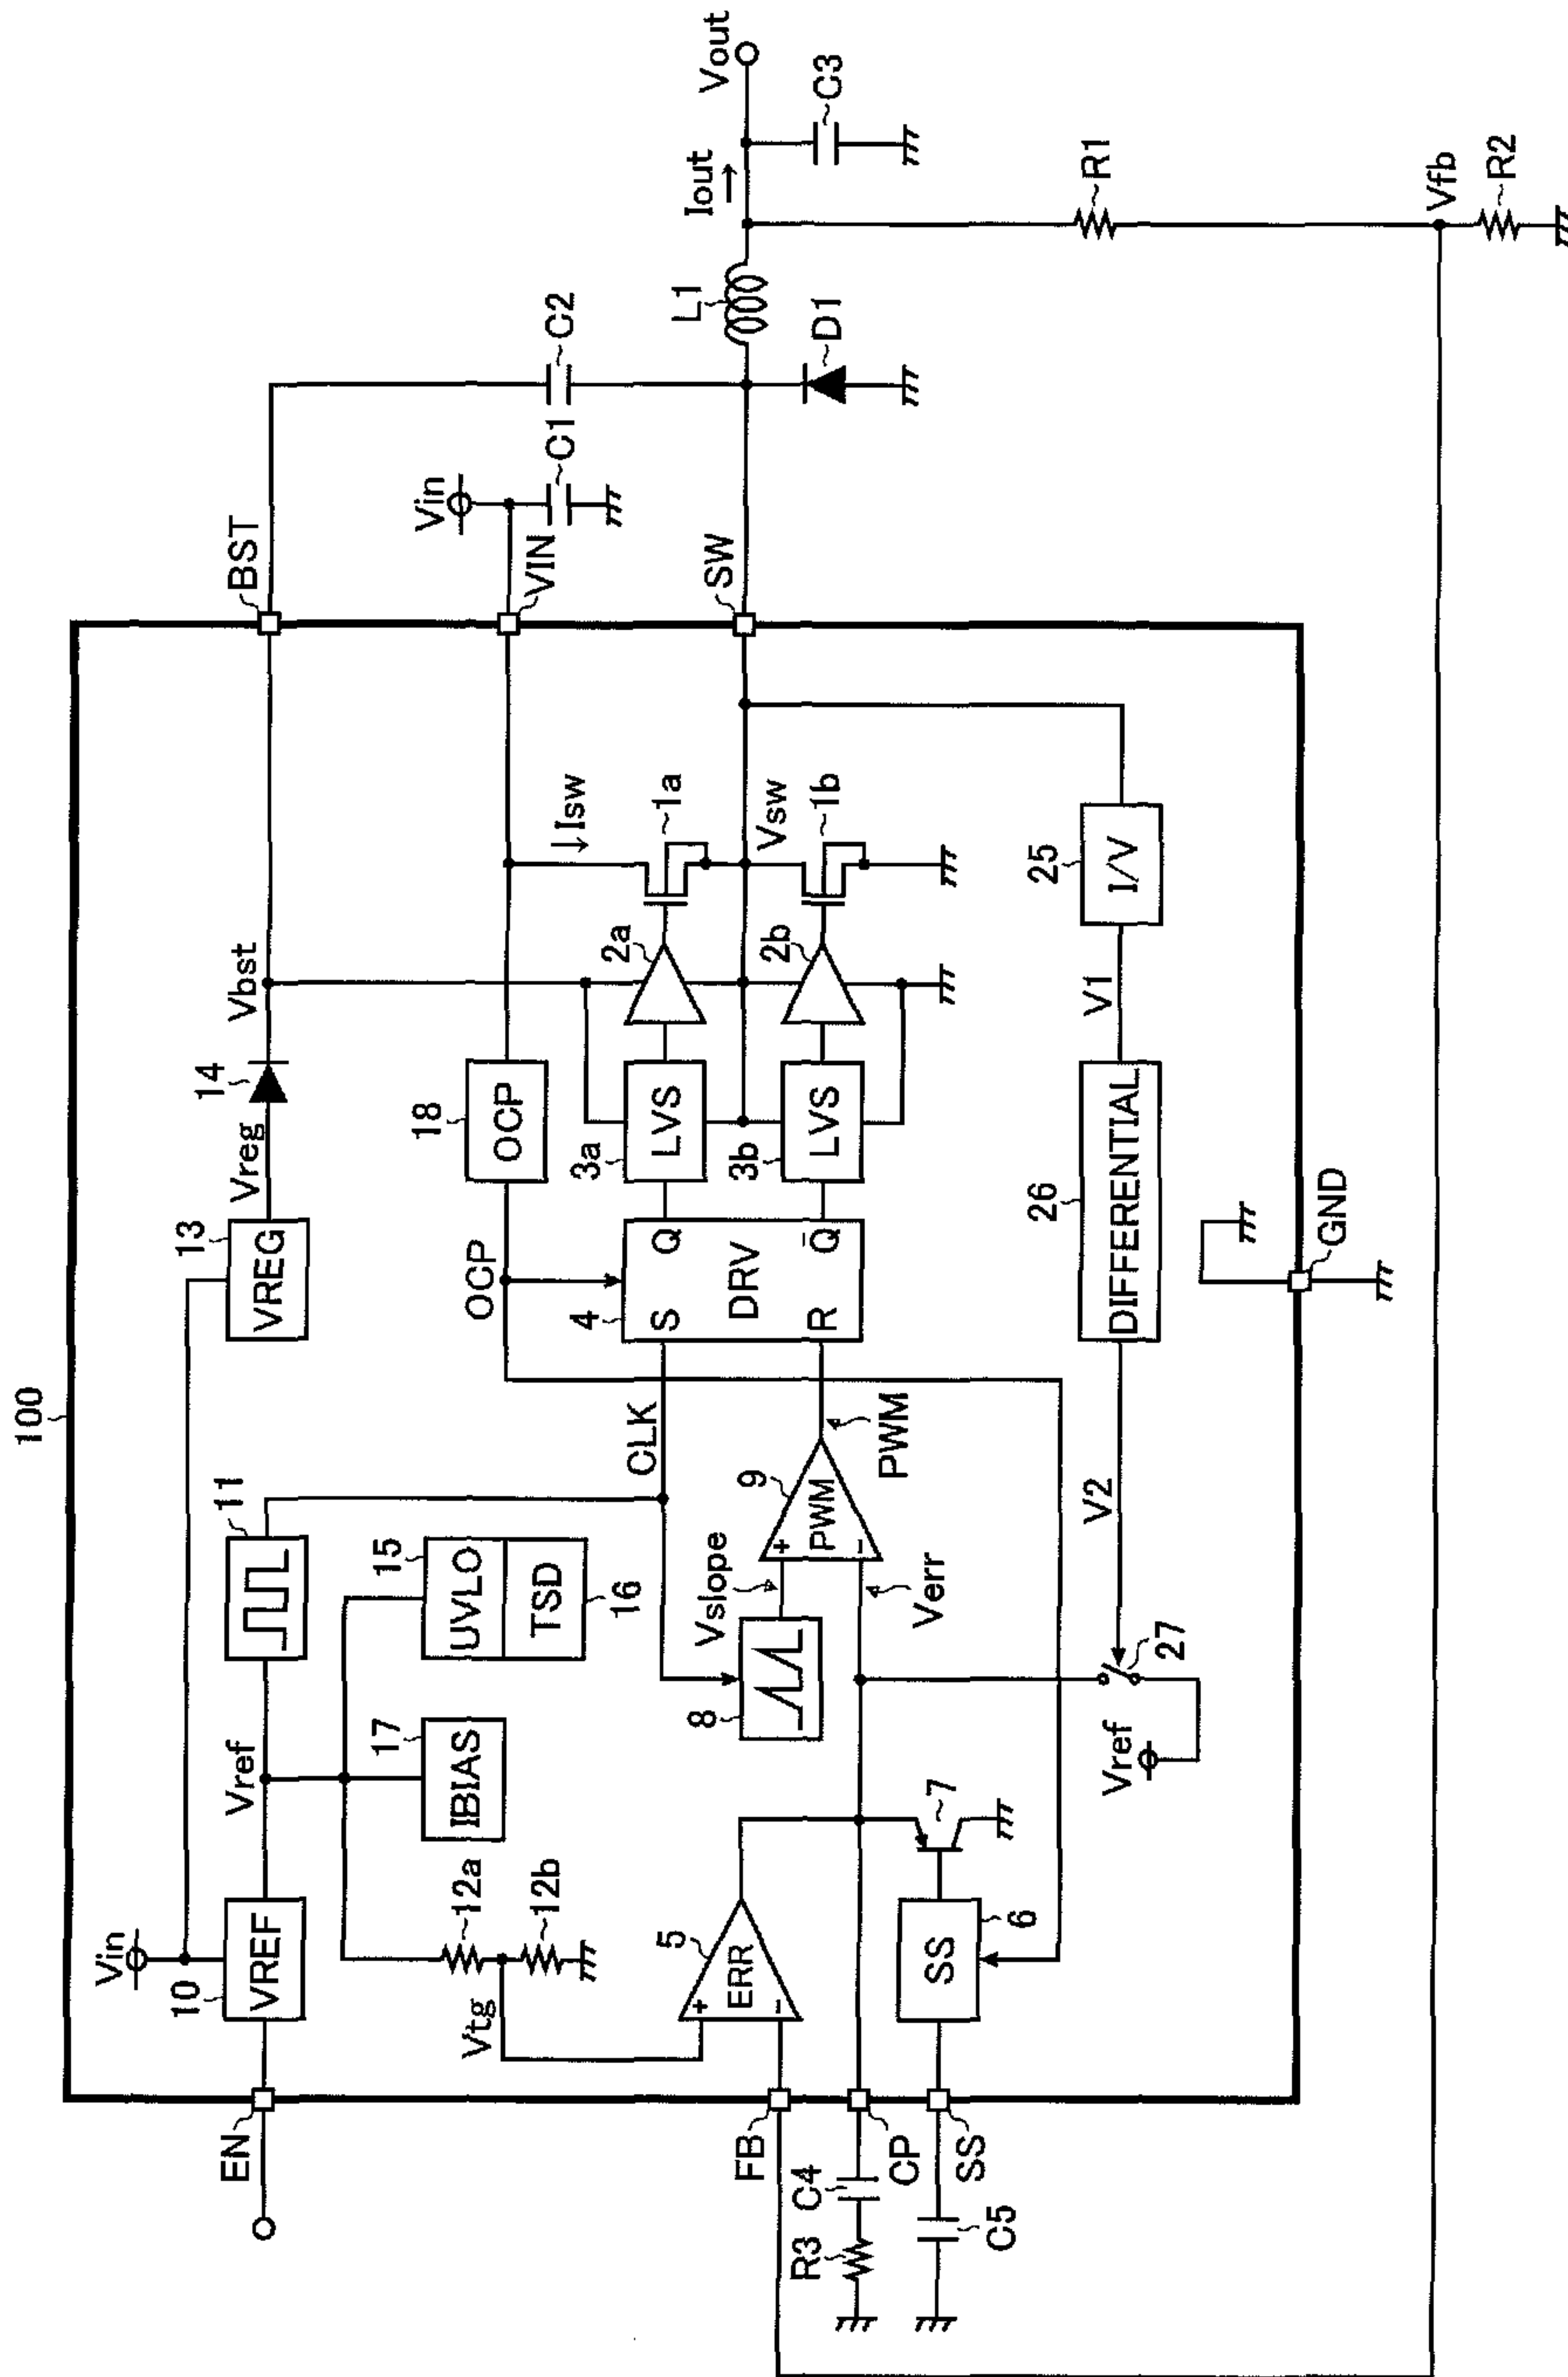 100
Vin
10
VREF
EN
Vref
11
13
VREG
Vreg
14
Vbst
BST
17
IBIAS
15
UVLO
TSD
16
12a
12b
Vtg
CLK
OCP
18
OCP
Isw
VIN
Vin
C1
C2
5
ERR
+
-
8
Vslope
Verr
9
PWM
+
-
PWM
4
S
R
DRV
Q
Q̄
3a
LVS
3b
LVS
2a
2b
1a
1b
Vsw
SW
L1
D1
Iout
Vout
C3
FB
CP
SS
C4
R3
C5
6
SS
7
Vref
27
V2
26
DIFFERENTIAL
V1
25
I/V
GND
R1
Vfb
R2